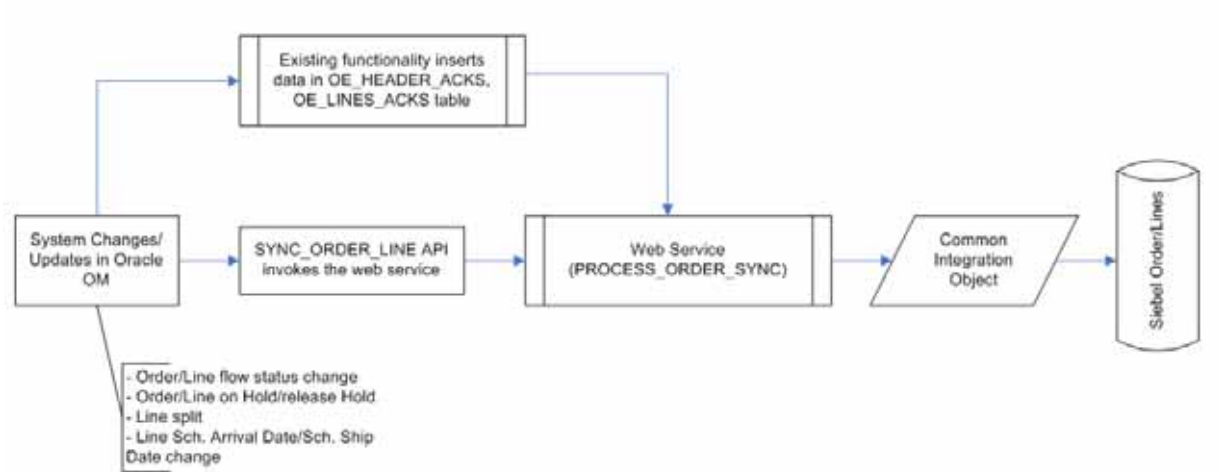 Existing functionality inserts
data in OE_HEADER_ACKS,
OE_LINES_ACKS table
System Changes/
Updates in Oracle
OM
SYNC_ORDER_LINE API
invokes the web service
Web Service
(PROCESS_ORDER_SYNC)
Common
Integration
Object
Siebel Order/Lines
- Order/Line flow status change
- Order/Line on Hold/release Hold
- Line split
- Line Sch. Arrival Date/Sch. Ship
Date change